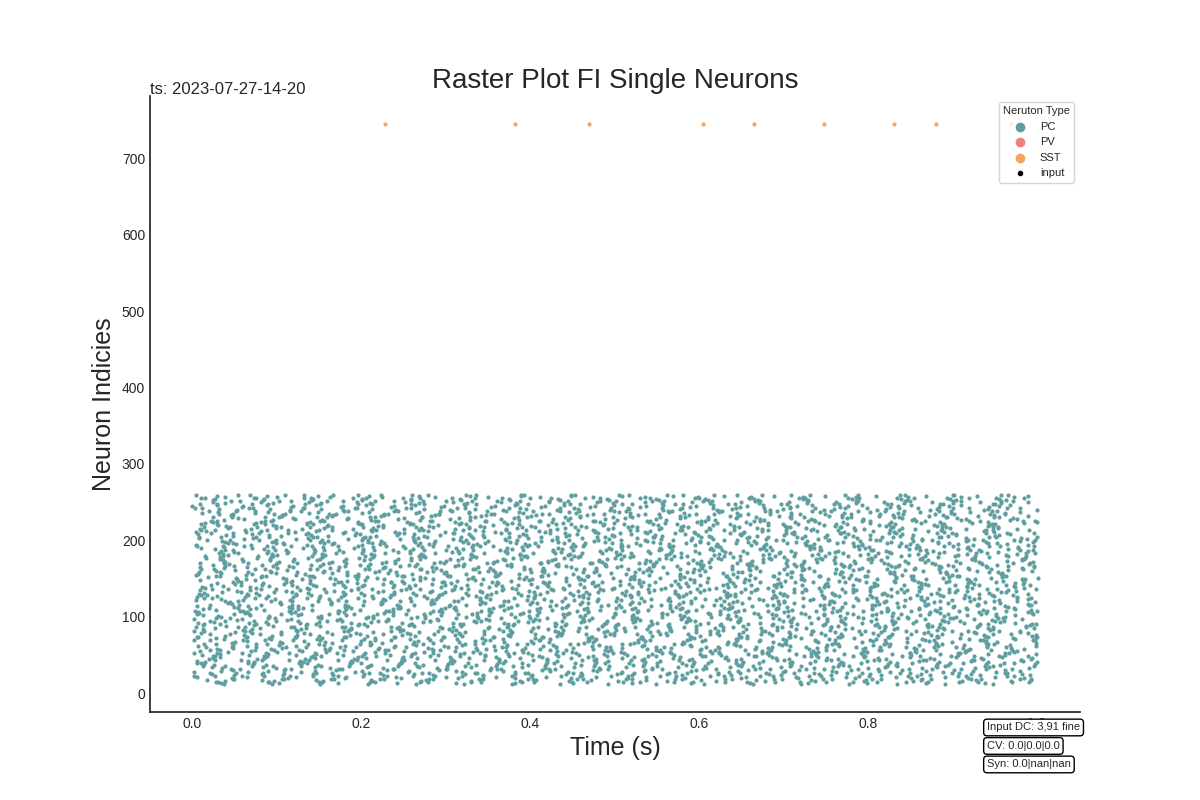 Raster Plot FI Single Neurons
ts: 2023-07-27-14-20
Neruton Type
PC
PV
SST
input
700
600
500
400
300
200
100
0
Neuron Indicies
0.0 0.2 0.4 0.6 0.8
Time (s)
Input DC: 3,91 fine
CV: 0.0|0.0|0.0
Syn: 0.0|nan|nan